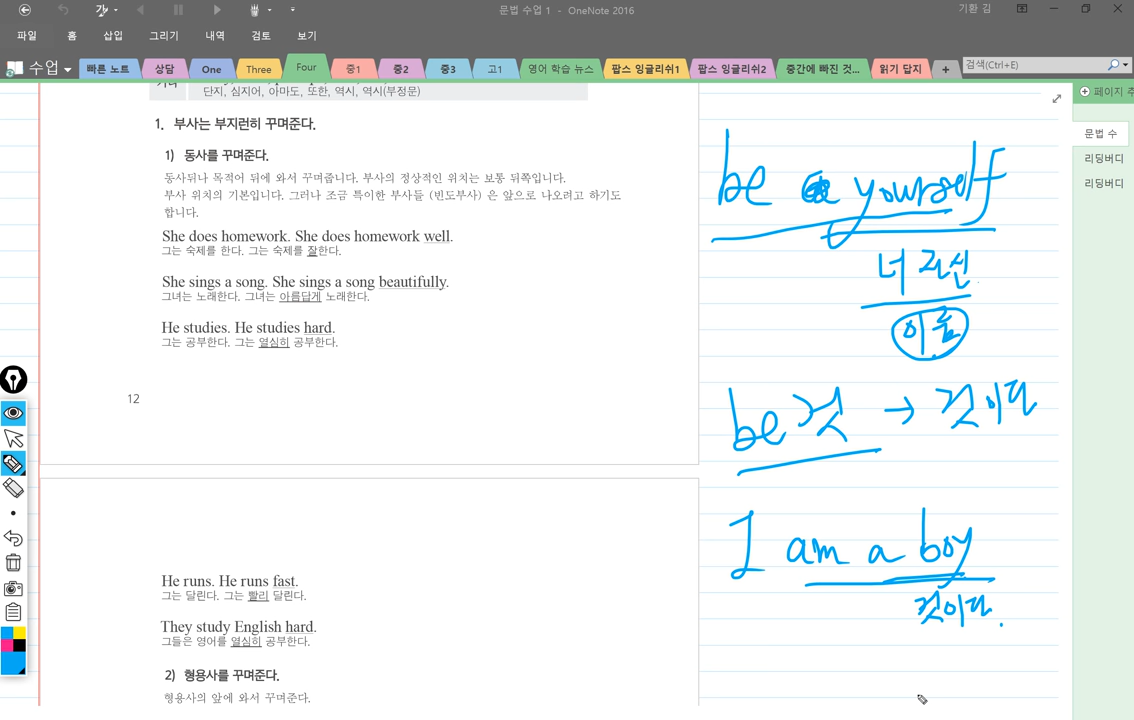 문법 수업 1 - OneNote 2016
기환 김
파일 홈 삽입 그리기 내역 검토 보기
수업 빠른 노트 상담 One Three Four 중1 중2 중3 고1 영어 학습 뉴스 팝스 잉글리쉬1 팝스 잉글리쉬2 중간에 빠진 것... 읽기 답지 + 검색(Ctrl+E)
페이지 추
문법 수
리딩버디
리딩버디
단지, 심지어, 아마도, 또한, 역시, 역시(부정문)
1. 부사는 부지런히 꾸며준다.
1) 동사를 꾸며준다.
동사뒤나 목적어 뒤에 와서 꾸며줍니다. 부사의 정상적인 위치는 보통 뒤쪽입니다.
부사 위치의 기본입니다. 그러나 조금 특이한 부사들 (빈도부사) 은 앞으로 나오려고 하기도
합니다.
She does homework. She does homework well.
그는 숙제를 한다. 그는 숙제를 잘한다.
She sings a song. She sings a song beautifully.
그녀는 노래한다. 그녀는 아름답게 노래한다.
He studies. He studies hard.
그는 공부한다. 그는 열심히 공부한다.
12
He runs. He runs fast.
그는 달린다. 그는 빨리 달린다.
They study English hard.
그들은 영어를 열심히 공부한다.
2) 형용사를 꾸며준다.
형용사의 앞에 와서 꾸며준다.
be yourself
너 자신
이름
be 것 → 것이다
I am a boy
것이다.